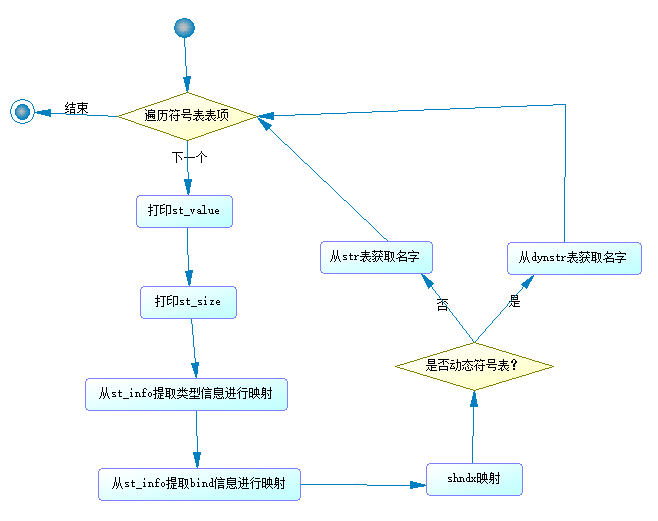 结束
遍历符号表表项
下一个
打印st_value
从str表获取名字
从dynstr表获取名字
打印st_size
否
是
是否动态符号表?
从st_info提取类型信息进行映射
从st_info提取bind信息进行映射
shndx映射